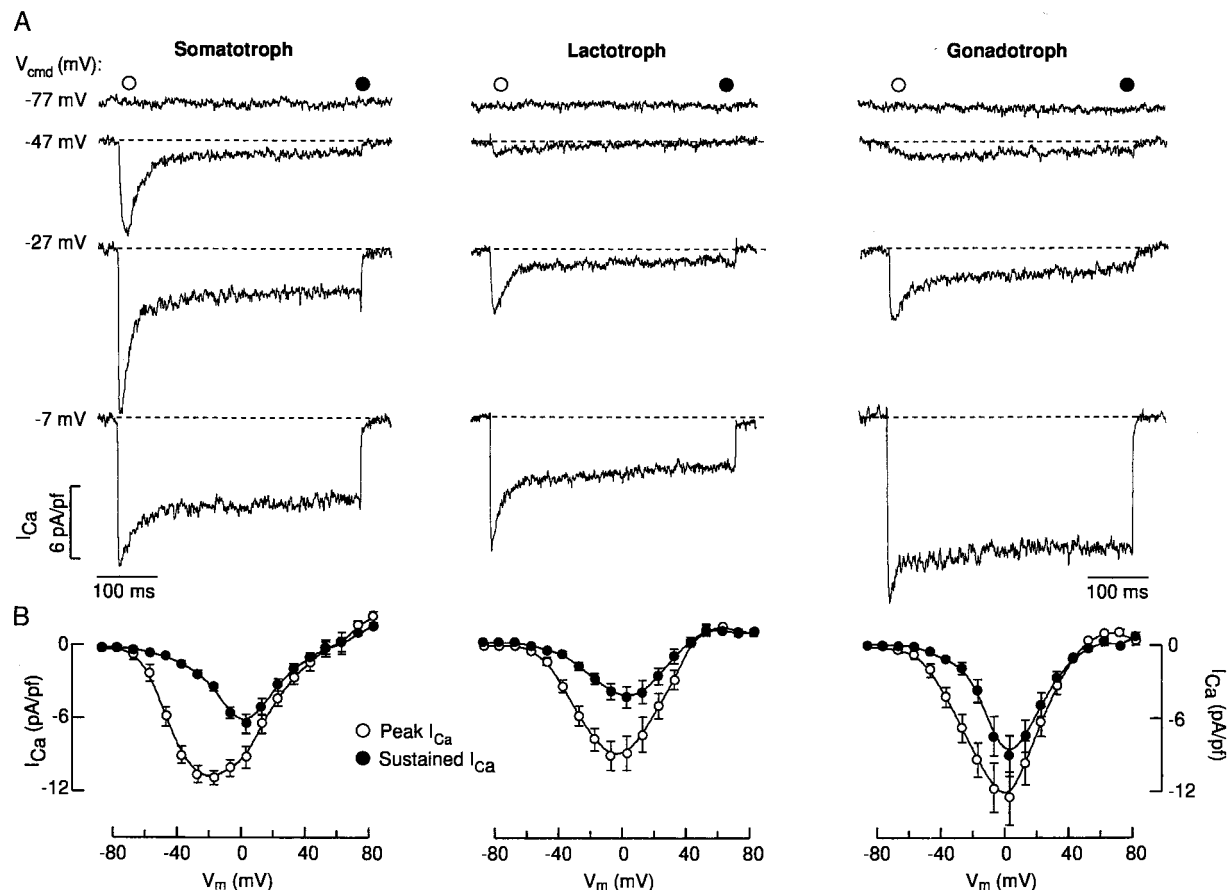 A
Somatotroph Lactotroph Gonadotroph
V_cmd (mV):
-77 mV
-47 mV
-27 mV
-7 mV
I_Ca
6 pA/pf
100 ms 100 ms
B
0 0
-6 -6
-12 -12
I_Ca (pA/pf) I_Ca (pA/pf)
Peak I_Ca
Sustained I_Ca
-80 -40 0 40 80 -80 -40 0 40 80 -80 -40 0 40 80
V_m (mV) V_m (mV) V_m (mV)